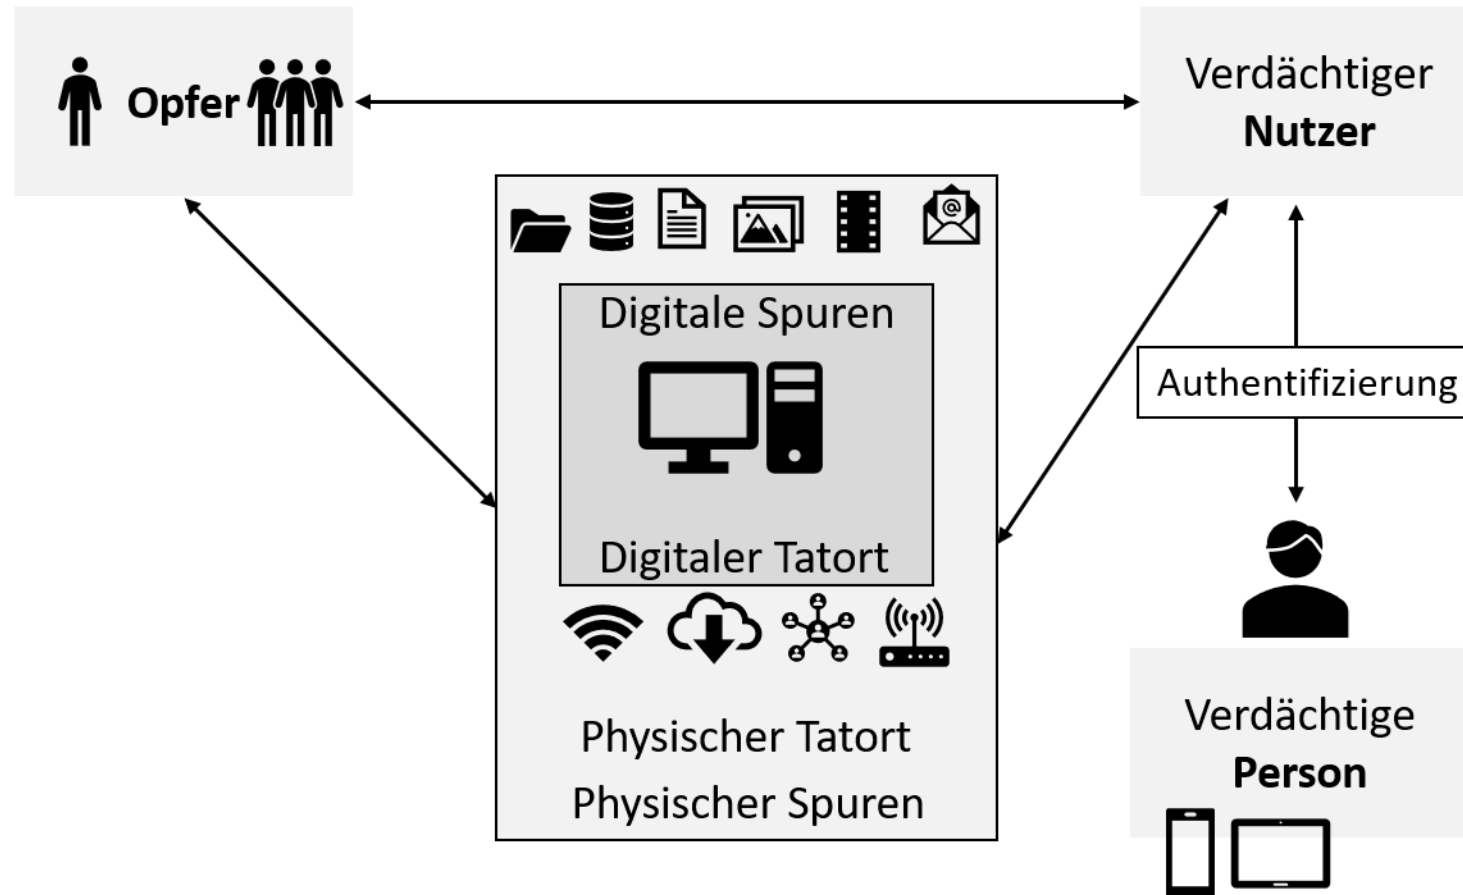 Opfer
Verdächtiger
Nutzer
@
Digitale Spuren
Digitaler Tatort
Authentifizierung
Physischer Tatort
Physischer Spuren
Verdächtige
Person